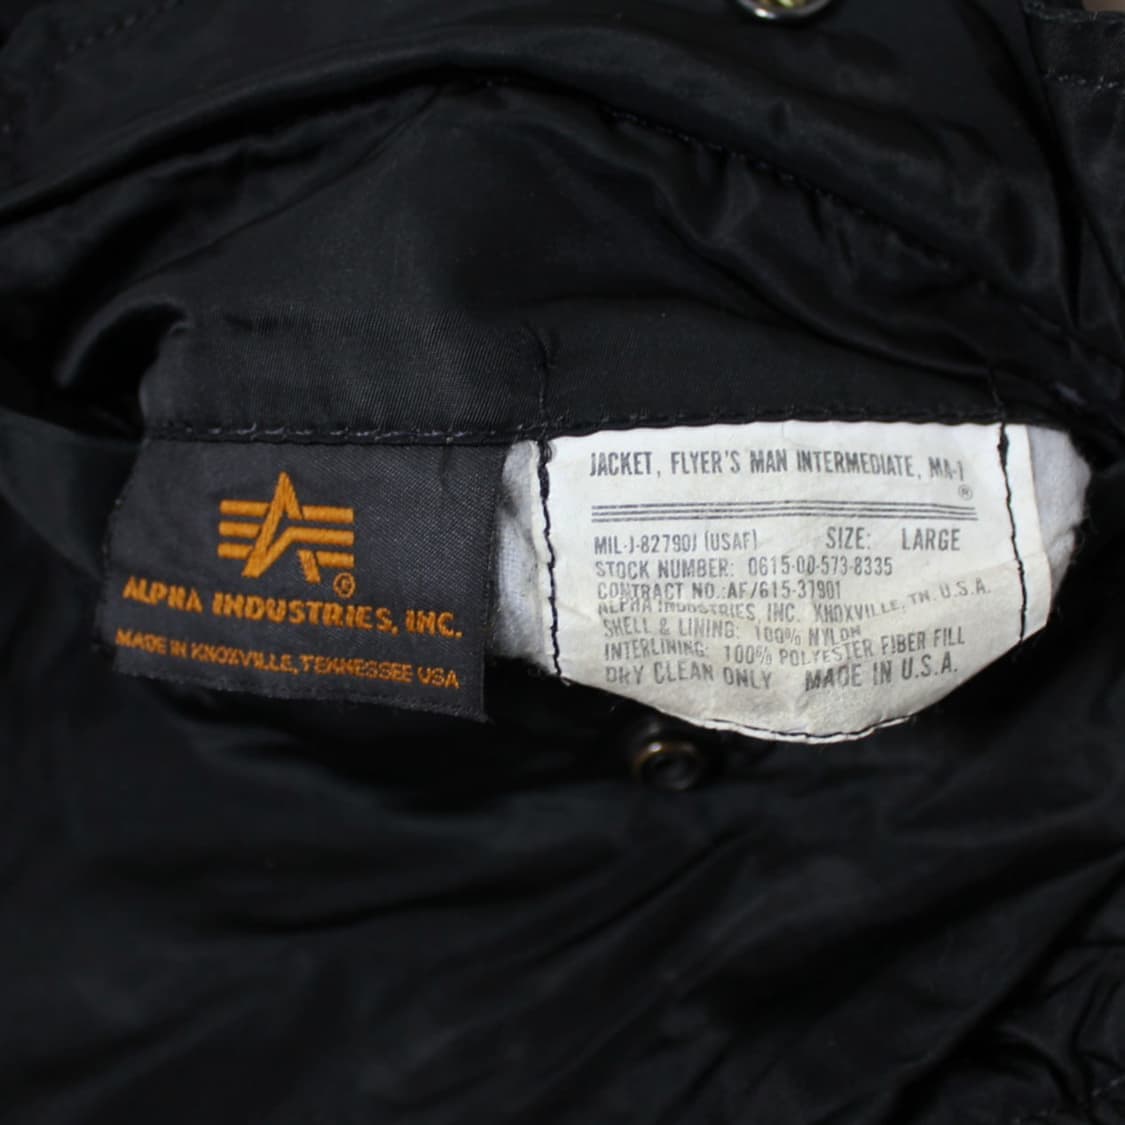 ALPHA INDUSTRIES, INC.
MADE IN KNOXVILLE, TENNESSEE USA
JACKET, FLYER'S MAN INTERMEDIATE, MA-1
MIL-J-8279OJ (USAF) SIZE: LARGE
STOCK NUMBER: 0615-00-573-8335
CONTRACT NO.:AF/615-37901
ALPHA INDUSTRIES, INC. KNOXVILLE, TN. U.S.A.
SHELL & LINING: 100% NYLON
INTERLINING: 100% POLYESTER FIBER FILL
DRY CLEAN ONLY MADE IN U.S.A.